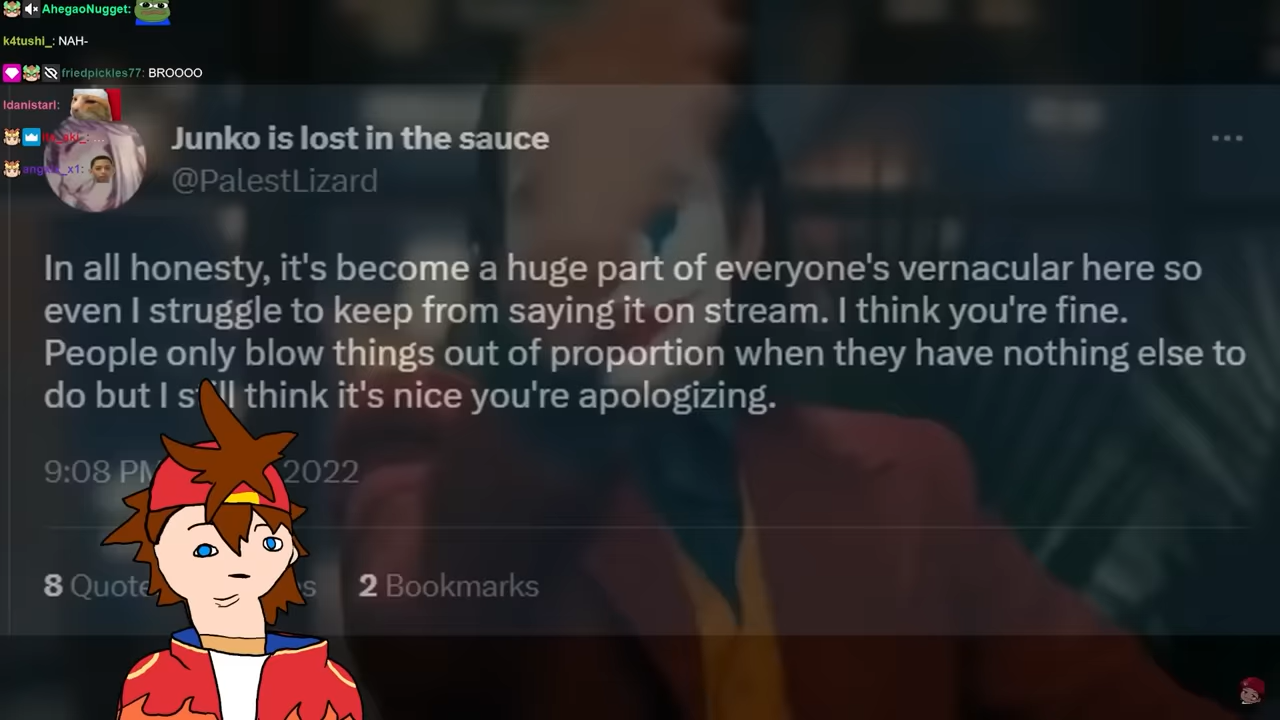 AhegaoNugget:
k4tushi_: NAH-
friedpickles77: BROOOO
ldanistarl:
Junko is lost in the sauce
@PalestLizard
In all honesty, it's become a huge part of everyone's vernacular here so
even I struggle to keep from saying it on stream. I think you're fine.
People only blow things out of proportion when they have nothing else to
do but I still think it's nice you're apologizing.
9:08 PM 2022
8 Quote
2 Bookmarks